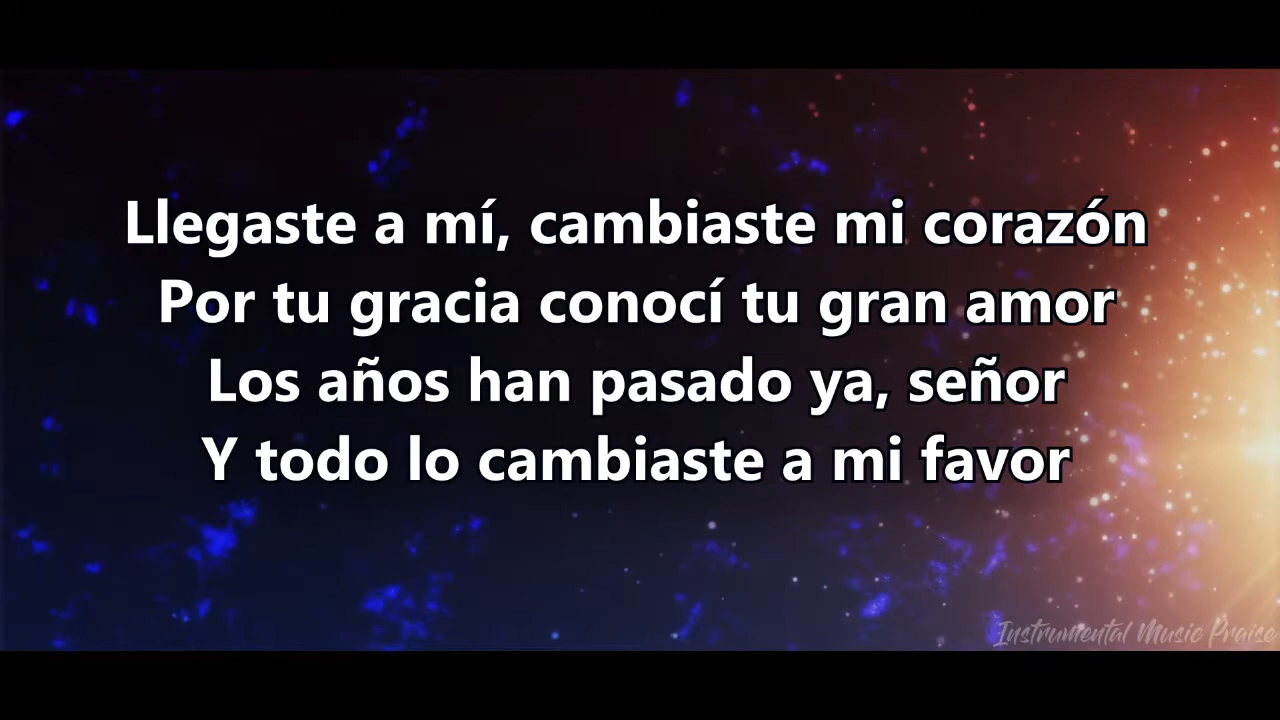 Llegaste a mí, cambiaste mi corazón
Por tu gracia conocí tu gran amor
Los años han pasado ya, señor
Y todo lo cambiaste a mi favor
Instrumental Music Praise